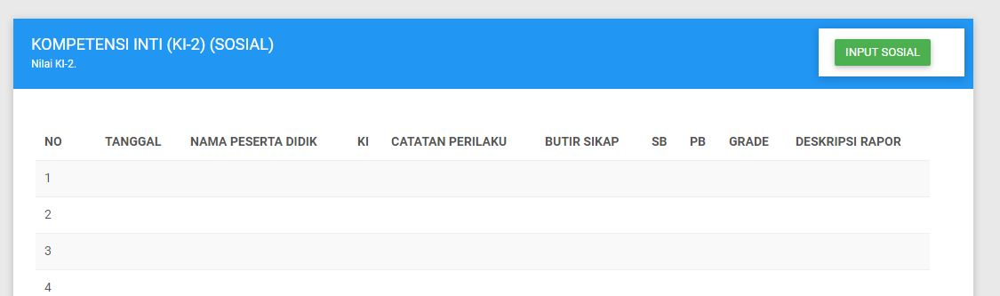 KOMPETENSI INTI (KI-2) (SOSIAL)
Nilai KI-2.
INPUT SOSIAL
NO TANGGAL NAMA PESERTA DIDIK KI CATATAN PERILAKU BUTIR SIKAP SB PB GRADE DESKRIPSI RAPOR
1
2
3
4